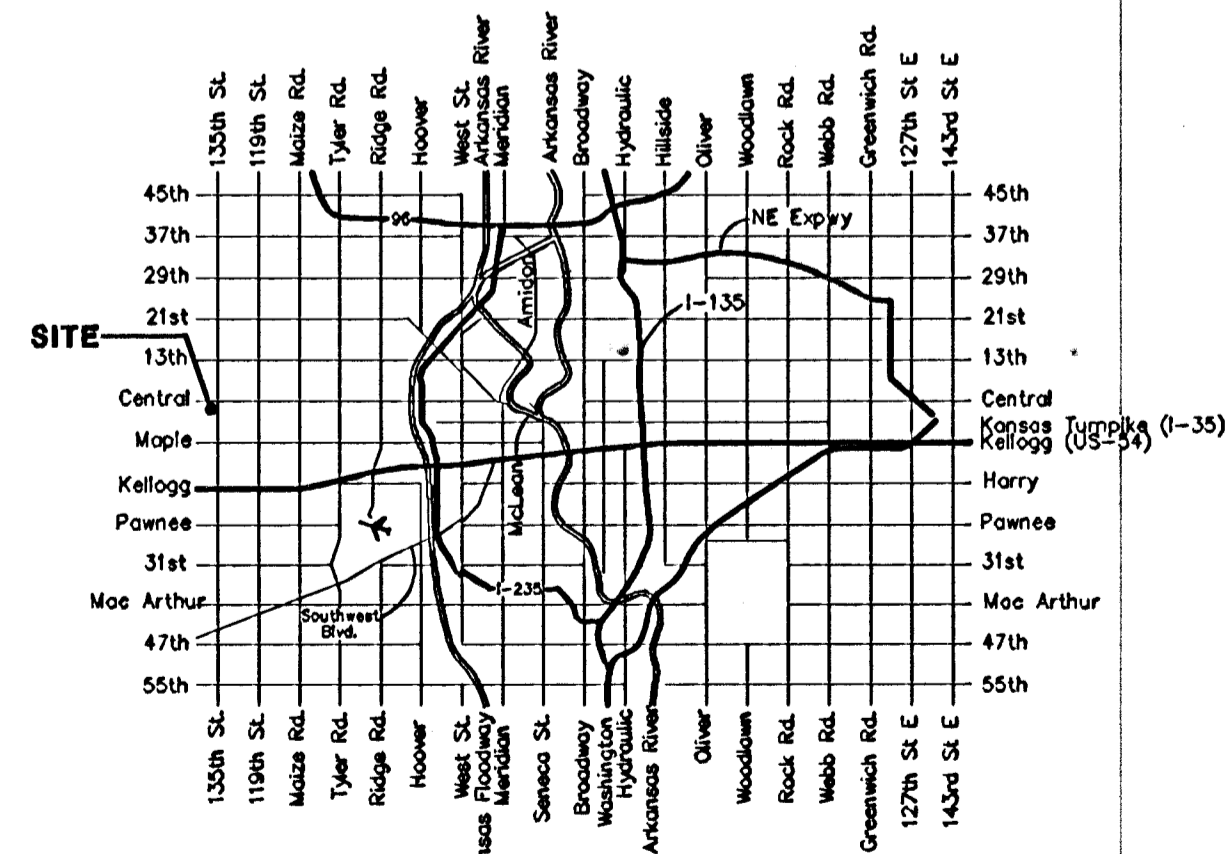 135th St.
119th St.
Maize Rd.
Tyler Rd.
Ridge Rd.
Hoover
West St.
Arkansas River
Meridian
Arkansas River
Broadway
Hydraulic
Hillside
Oliver
Woodlawn
Rock Rd.
Webb Rd.
Greenwich Rd.
127th St E
143rd St E
45th
37th
29th
21st
13th
Central
Maple
Kellogg
Pawnee
31st
Mac Arthur
47th
55th
SITE
96
Amidon
NE Expwy
I-135
McLean
I-235
Southwest
Blvd.
45th
37th
29th
21st
13th
Central
Kansas Turnpike (I-35)
Kellogg (US-54)
Harry
Pawnee
31st
Mac Arthur
47th
55th
135th St.
119th St.
Maize Rd.
Tyler Rd.
Ridge Rd.
Hoover
West St.
sas Floodway
Meridian
Seneca St.
Broadway
Washington
Hydraulic
Arkansas River
Oliver
Woodlawn
Rock Rd.
Webb Rd.
Greenwich Rd.
127th St E
143rd St E